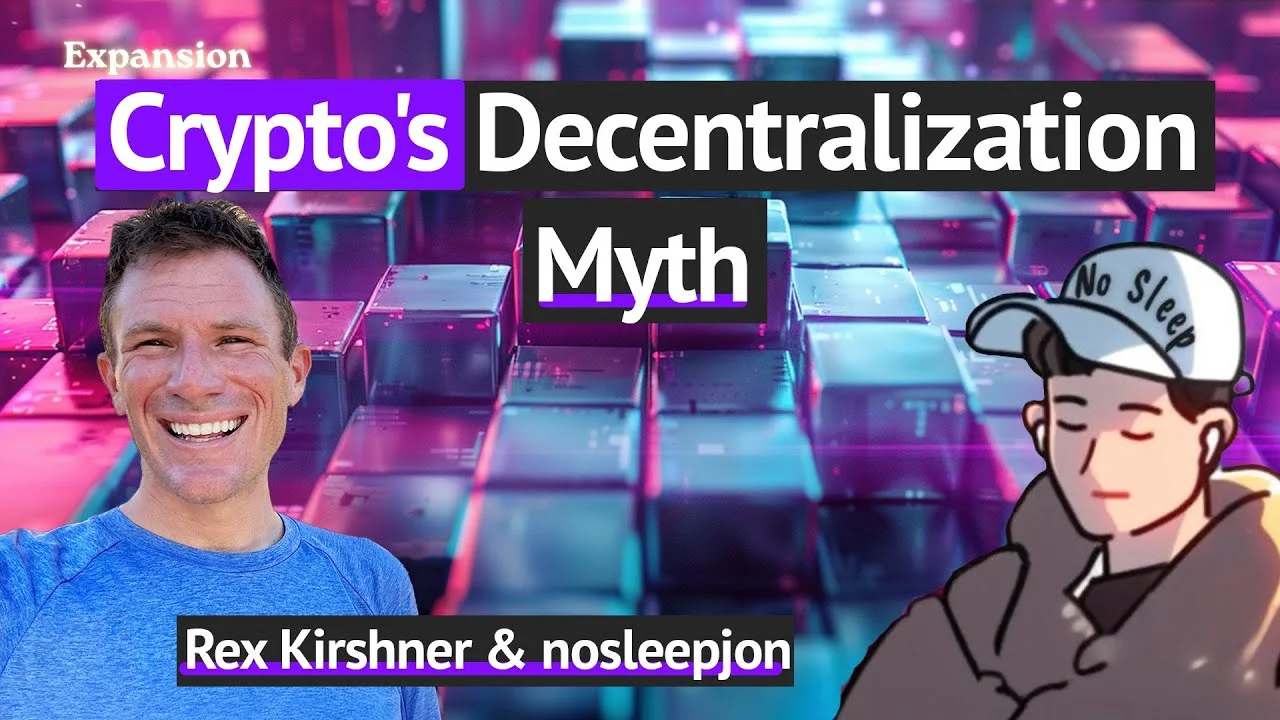 Expansion
Crypto's Decentralization
Myth
No Sleep
Rex Kirshner & nosleepjon